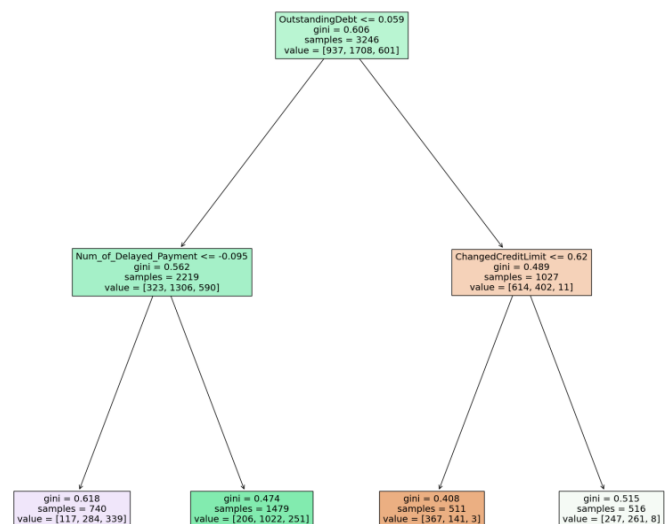 OutstandingDebt <= 0.059
gini = 0.606
samples = 3246
value = [937, 1708, 601]
Num_of_Delayed_Payment <= -0.095
gini = 0.562
samples = 2219
value = [323, 1306, 590]
ChangedCreditLimit <= 0.62
gini = 0.489
samples = 1027
value = [614, 402, 11]
gini = 0.618
samples = 740
value = [117, 284, 339]
gini = 0.474
samples = 1479
value = [206, 1022, 251]
gini = 0.408
samples = 511
value = [367, 141, 3]
gini = 0.515
samples = 516
value = [247, 261, 8]